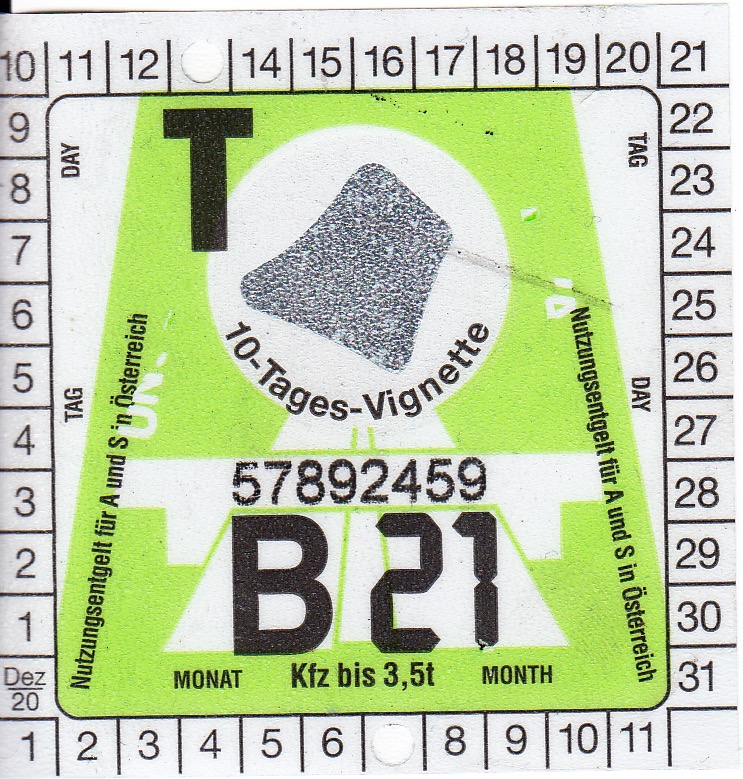 10 11 12 14 15 16 17 18 19 20 21
9 22
8 23
7 24
6 25
5 26
4 27
3 28
2 29
1 30
Dez
20
31
1 2 3 4 5 6 8 9 10 11
DAY
TAG
T
10-Tages-Vignette
TAG
DAY
Nutzungsentgelt für A und S in Österreich
Nutzungsentgelt für A und S in Österreich
57892459
B 21
MONAT Kfz bis 3,5t MONTH